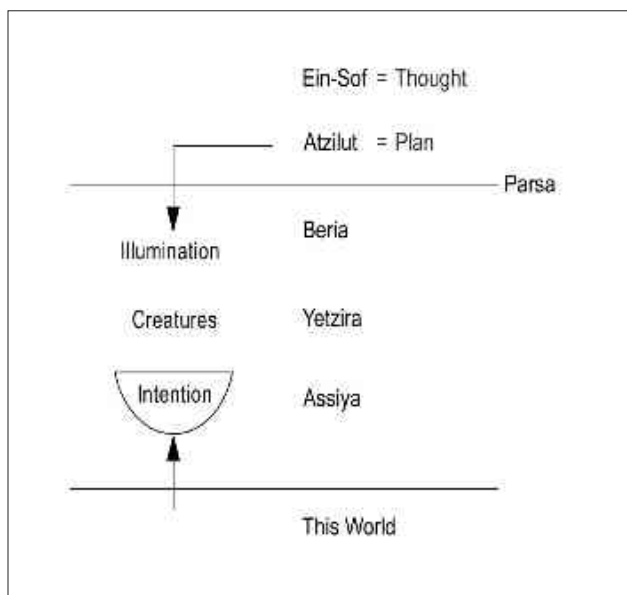 Ein-Sof = Thought
Atzilut = Plan
Parsa
Beria
Illumination
Creatures Yetzira
Intention Assiya
This World